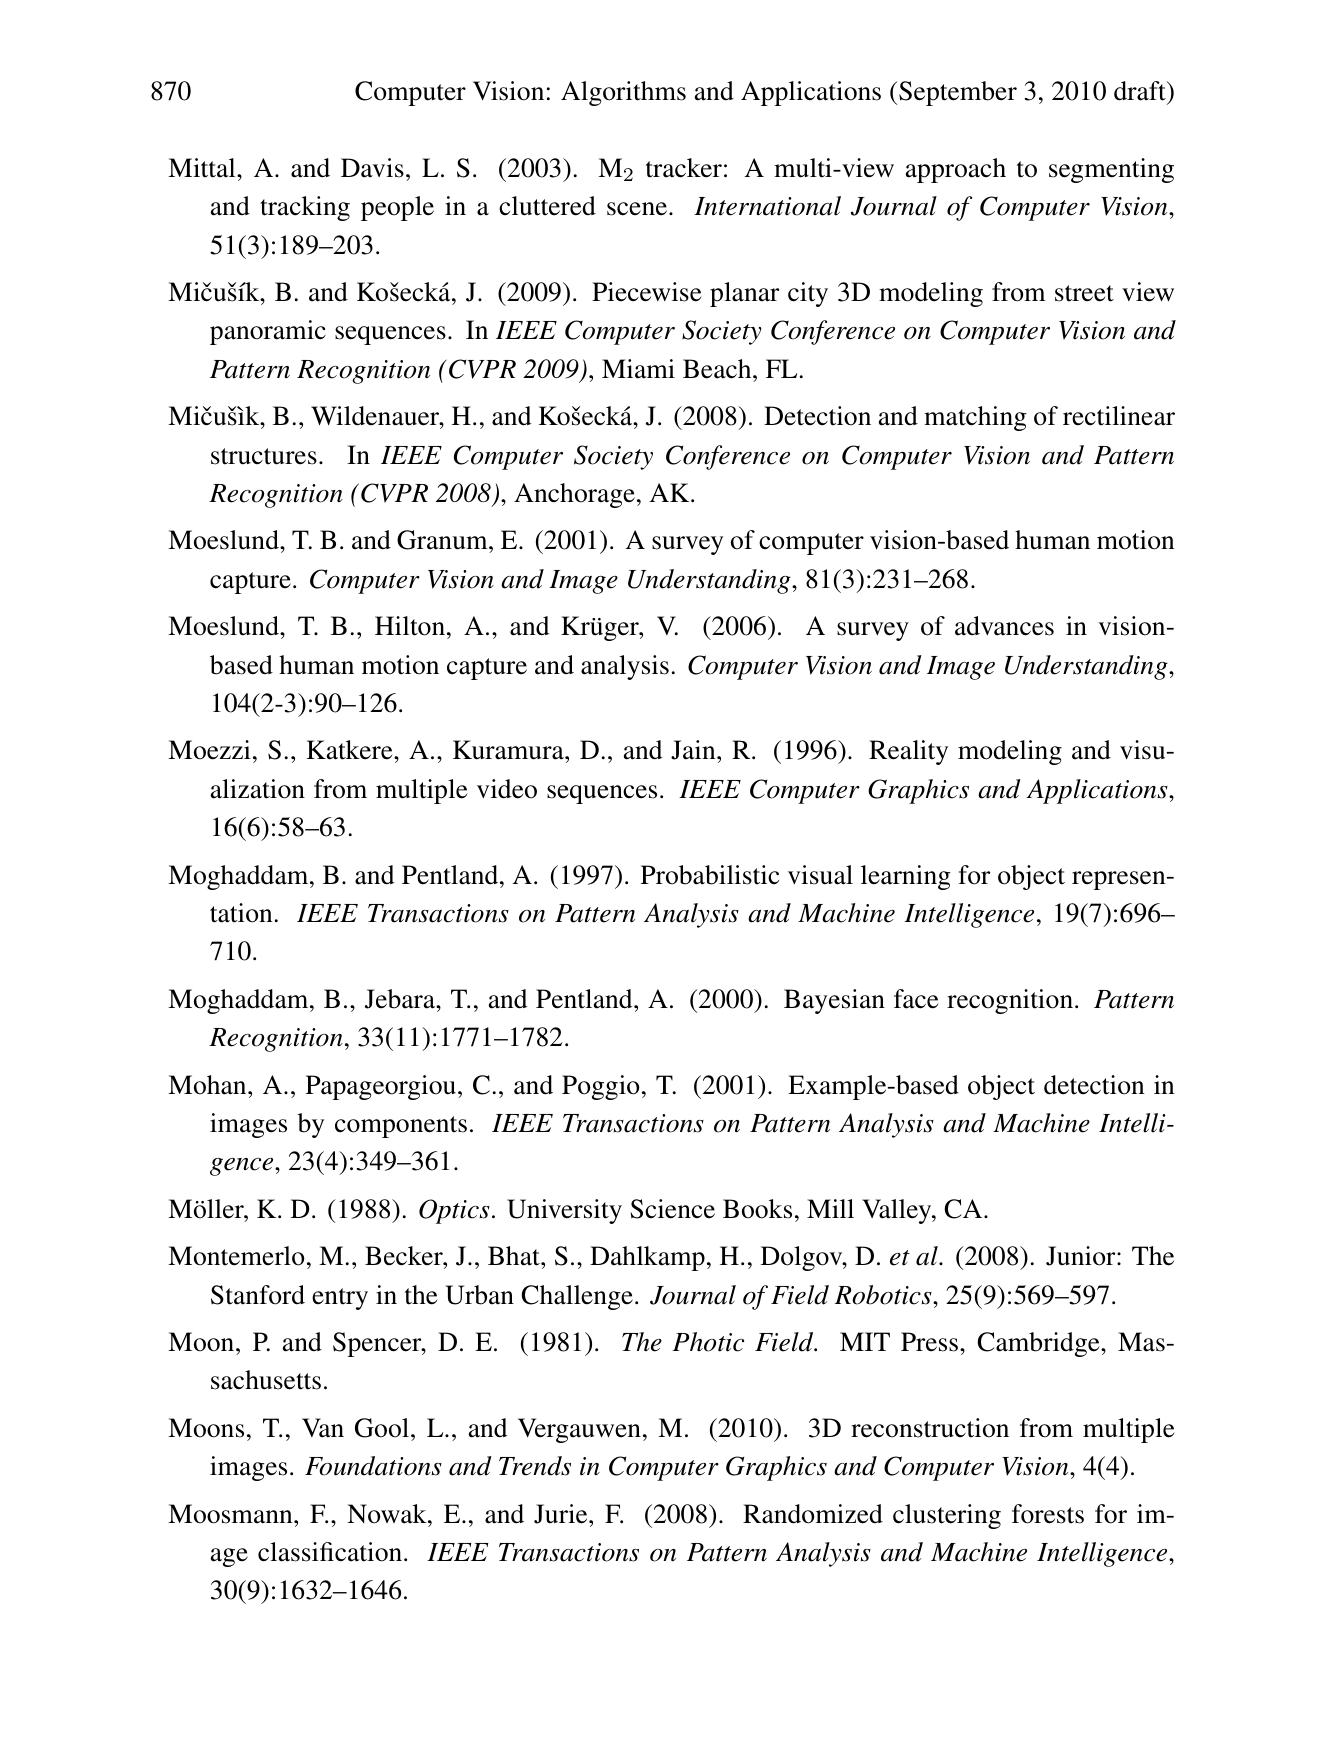 870 Computer Vision: Algorithms and Applications (September 3, 2010 draft)
Mittal, A. and Davis, L. S. (2003). M₂ tracker: A multi-view approach to segmenting
and tracking people in a cluttered scene. International Journal of Computer Vision,
51(3):189–203.
Mičušík, B. and Košecká, J. (2009). Piecewise planar city 3D modeling from street view
panoramic sequences. In IEEE Computer Society Conference on Computer Vision and
Pattern Recognition (CVPR 2009), Miami Beach, FL.
Mičušìk, B., Wildenauer, H., and Košecká, J. (2008). Detection and matching of rectilinear
structures. In IEEE Computer Society Conference on Computer Vision and Pattern
Recognition (CVPR 2008), Anchorage, AK.
Moeslund, T. B. and Granum, E. (2001). A survey of computer vision-based human motion
capture. Computer Vision and Image Understanding, 81(3):231–268.
Moeslund, T. B., Hilton, A., and Krüger, V. (2006). A survey of advances in vision-
based human motion capture and analysis. Computer Vision and Image Understanding,
104(2-3):90–126.
Moezzi, S., Katkere, A., Kuramura, D., and Jain, R. (1996). Reality modeling and visu-
alization from multiple video sequences. IEEE Computer Graphics and Applications,
16(6):58–63.
Moghaddam, B. and Pentland, A. (1997). Probabilistic visual learning for object represen-
tation. IEEE Transactions on Pattern Analysis and Machine Intelligence, 19(7):696–
710.
Moghaddam, B., Jebara, T., and Pentland, A. (2000). Bayesian face recognition. Pattern
Recognition, 33(11):1771–1782.
Mohan, A., Papageorgiou, C., and Poggio, T. (2001). Example-based object detection in
images by components. IEEE Transactions on Pattern Analysis and Machine Intelli-
gence, 23(4):349–361.
Möller, K. D. (1988). Optics. University Science Books, Mill Valley, CA.
Montemerlo, M., Becker, J., Bhat, S., Dahlkamp, H., Dolgov, D. et al. (2008). Junior: The
Stanford entry in the Urban Challenge. Journal of Field Robotics, 25(9):569–597.
Moon, P. and Spencer, D. E. (1981). The Photic Field. MIT Press, Cambridge, Mas-
sachusetts.
Moons, T., Van Gool, L., and Vergauwen, M. (2010). 3D reconstruction from multiple
images. Foundations and Trends in Computer Graphics and Computer Vision, 4(4).
Moosmann, F., Nowak, E., and Jurie, F. (2008). Randomized clustering forests for im-
age classification. IEEE Transactions on Pattern Analysis and Machine Intelligence,
30(9):1632–1646.